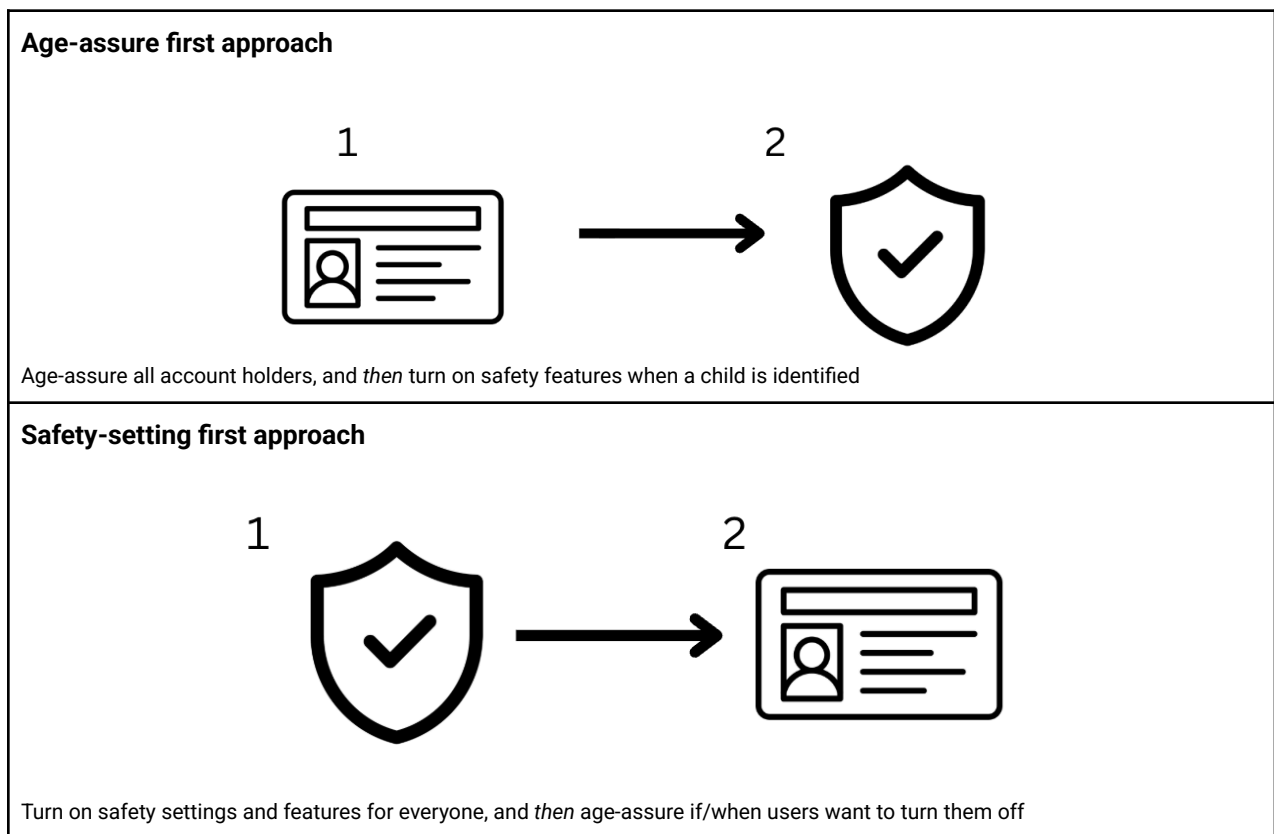 Age-assure first approach
1
2
Age-assure all account holders, and then turn on safety features when a child is identified
Safety-setting first approach
1
2
Turn on safety settings and features for everyone, and then age-assure if/when users want to turn them off